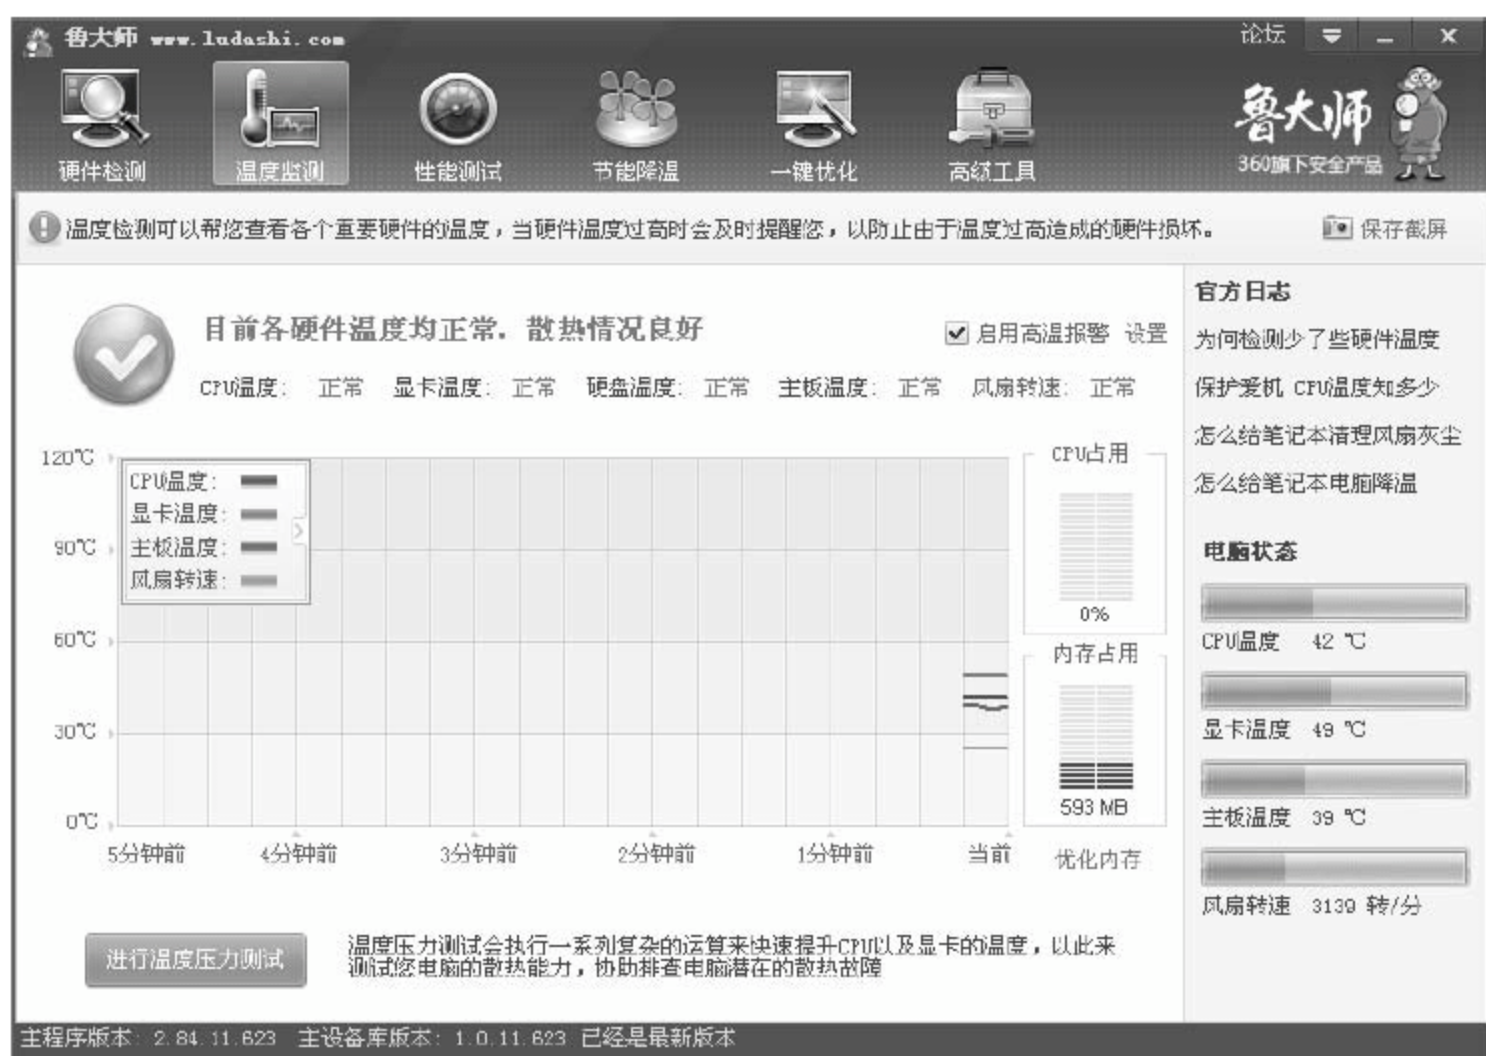 鲁大师 www.ludashi.com
论坛
硬件检测
温度监测
性能测试
节能降温
一键优化
高级工具
鲁大师
360旗下安全产品
温度检测可以帮您查看各个重要硬件的温度，当硬件温度过高时会及时提醒您，以防止由于温度过高造成的硬件损坏。
保存截屏
目前各硬件温度均正常.散热情况良好
启用高温报警 设置
CPU温度： 正常 显卡温度： 正常 硬盘温度： 正常 主板温度： 正常 风扇转速： 正常
120℃
90℃
60℃
30℃
0℃
CPU温度：
显卡温度：
主板温度：
风扇转速：
5分钟前
4分钟前
3分钟前
2分钟前
1分钟前
当前
CPU占用
0%
内存占用
593 MB
优化内存
进行温度压力测试
温度压力测试会执行一系列复杂的运算来快速提升CPU以及显卡的温度，以此来
测试您电脑的散热能力，协助排查电脑潜在的散热故障
官方日志
为何检测少了些硬件温度
保护爱机 CPU温度知多少
怎么给笔记本清理风扇灰尘
怎么给笔记本电脑降温
电脑状态
CPU温度 42 ℃
显卡温度 49 ℃
主板温度 39 ℃
风扇转速 3139 转/分
主程序版本：2.84.11.623 主设备库版本：1.0.11.623 已经是最新版本